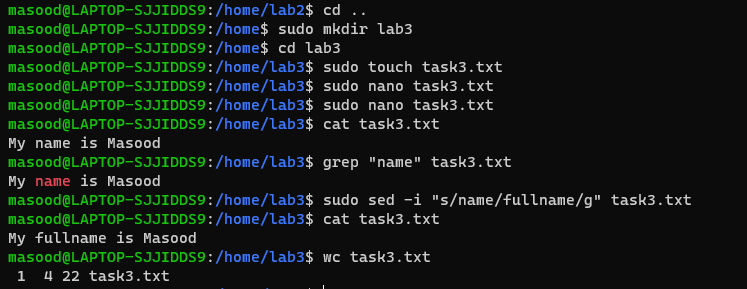 masood@LAPTOP-SJJIDDS9:/home/lab2$ cd ..
masood@LAPTOP-SJJIDDS9:/home$ sudo mkdir lab3
masood@LAPTOP-SJJIDDS9:/home$ cd lab3
masood@LAPTOP-SJJIDDS9:/home/lab3$ sudo touch task3.txt
masood@LAPTOP-SJJIDDS9:/home/lab3$ sudo nano task3.txt
masood@LAPTOP-SJJIDDS9:/home/lab3$ sudo nano task3.txt
masood@LAPTOP-SJJIDDS9:/home/lab3$ cat task3.txt
My name is Masood
masood@LAPTOP-SJJIDDS9:/home/lab3$ grep "name" task3.txt
My name is Masood
masood@LAPTOP-SJJIDDS9:/home/lab3$ sudo sed -i "s/name/fullname/g" task3.txt
masood@LAPTOP-SJJIDDS9:/home/lab3$ cat task3.txt
My fullname is Masood
masood@LAPTOP-SJJIDDS9:/home/lab3$ wc task3.txt
 1  4 22 task3.txt